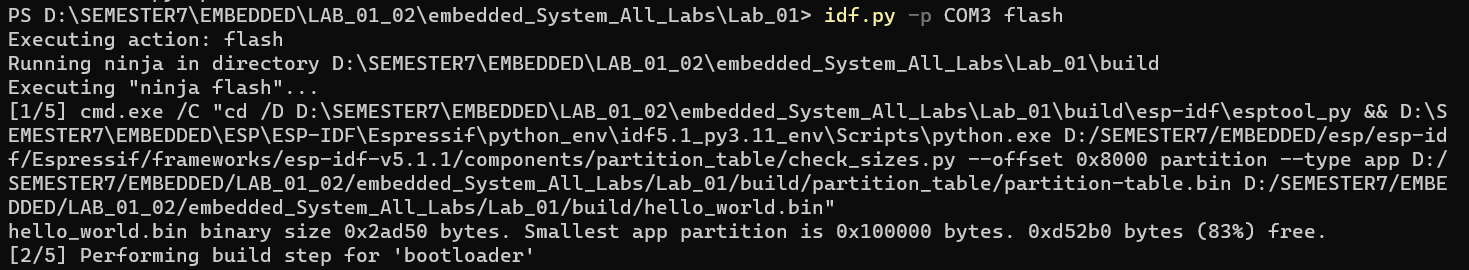 PS D:\SEMESTER7\EMBEDDED\LAB_01_02\embedded_System_All_Labs\Lab_01> idf.py -p COM3 flash
Executing action: flash
Running ninja in directory D:\SEMESTER7\EMBEDDED\LAB_01_02\embedded_System_All_Labs\Lab_01\build
Executing "ninja flash"...
[1/5] cmd.exe /C "cd /D D:\SEMESTER7\EMBEDDED\LAB_01_02\embedded_System_All_Labs\Lab_01\build\esp-idf\esptool_py && D:\S
EMESTER7\EMBEDDED\ESP\ESP-IDF\Espressif\python_env\idf5.1_py3.11_env\Scripts\python.exe D:/SEMESTER7/EMBEDDED/esp/esp-id
f/Espressif/frameworks/esp-idf-v5.1.1/components/partition_table/check_sizes.py --offset 0x8000 partition --type app D:/
SEMESTER7/EMBEDDED/LAB_01_02/embedded_System_All_Labs/Lab_01/build/partition_table/partition-table.bin D:/SEMESTER7/EMBE
DDED/LAB_01_02/embedded_System_All_Labs/Lab_01/build/hello_world.bin"
hello_world.bin binary size 0x2ad50 bytes. Smallest app partition is 0x100000 bytes. 0xd52b0 bytes (83%) free.
[2/5] Performing build step for 'bootloader'